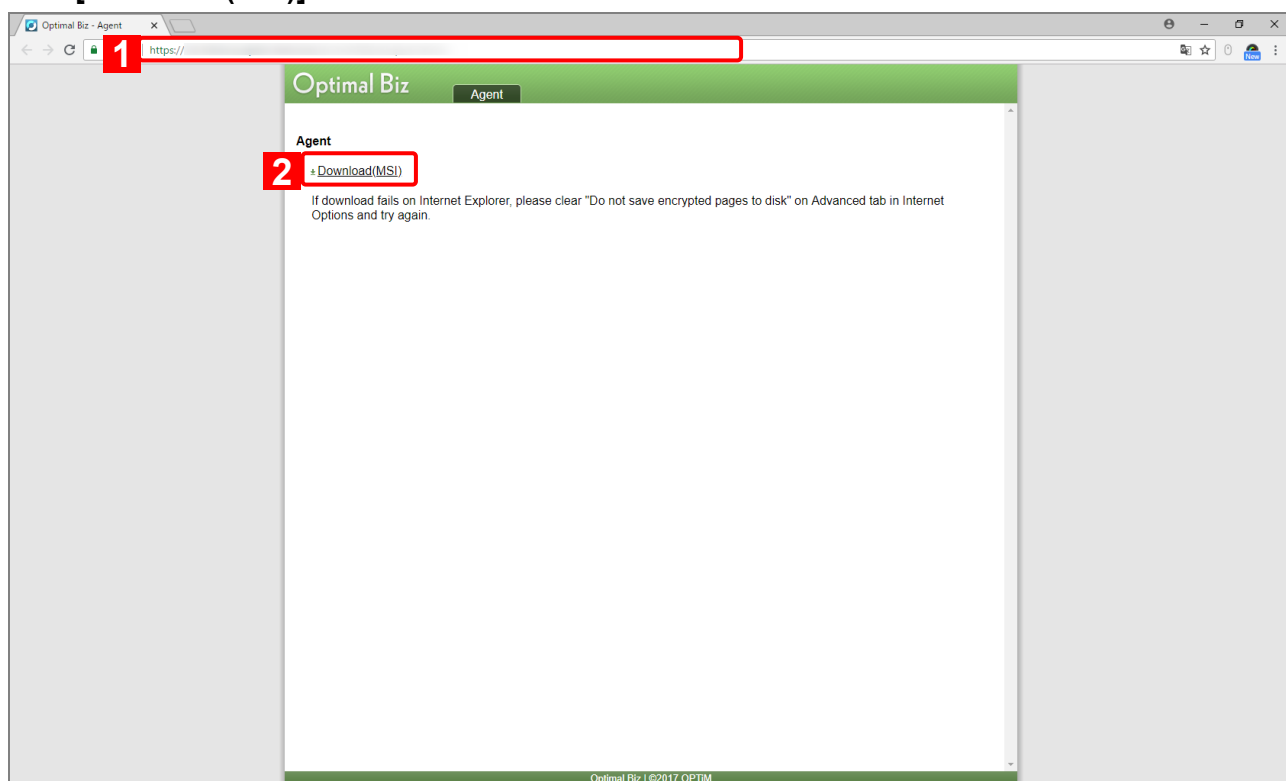 Optimal Biz - Agent
1
https://
New
Optimal Biz
Agent
Agent
2
Download(MSI)
If download fails on Internet Explorer, please clear "Do not save encrypted pages to disk" on Advanced tab in Internet
Options and try again.
Optimal Biz | ©2017 OPTiM